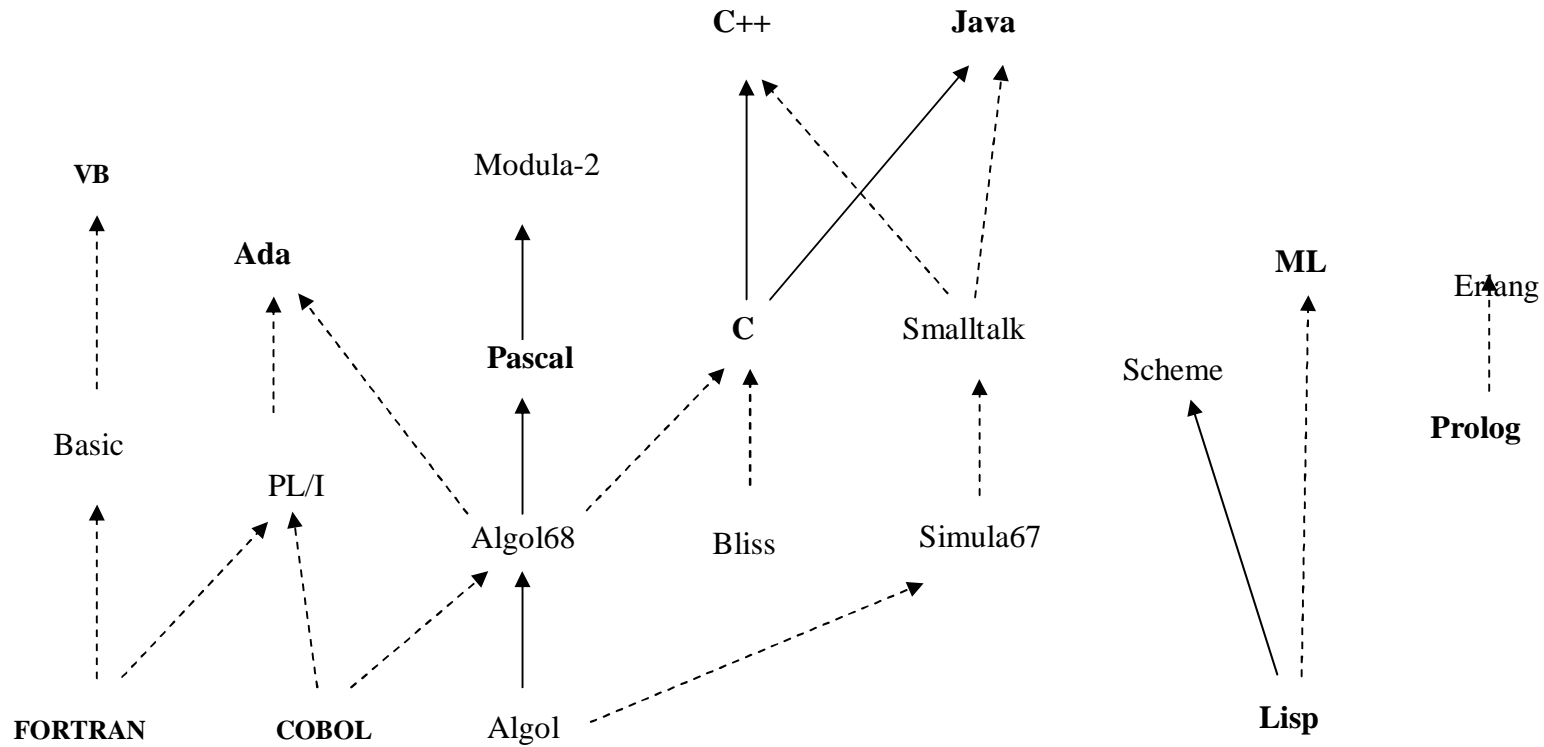 C++
Java
Modula-2
VB
Ada
ML
Erlang
C
Smalltalk
Pascal
Scheme
Prolog
Basic
PL/I
Algol68
Bliss
Simula67
FORTRAN
COBOL
Algol
Lisp